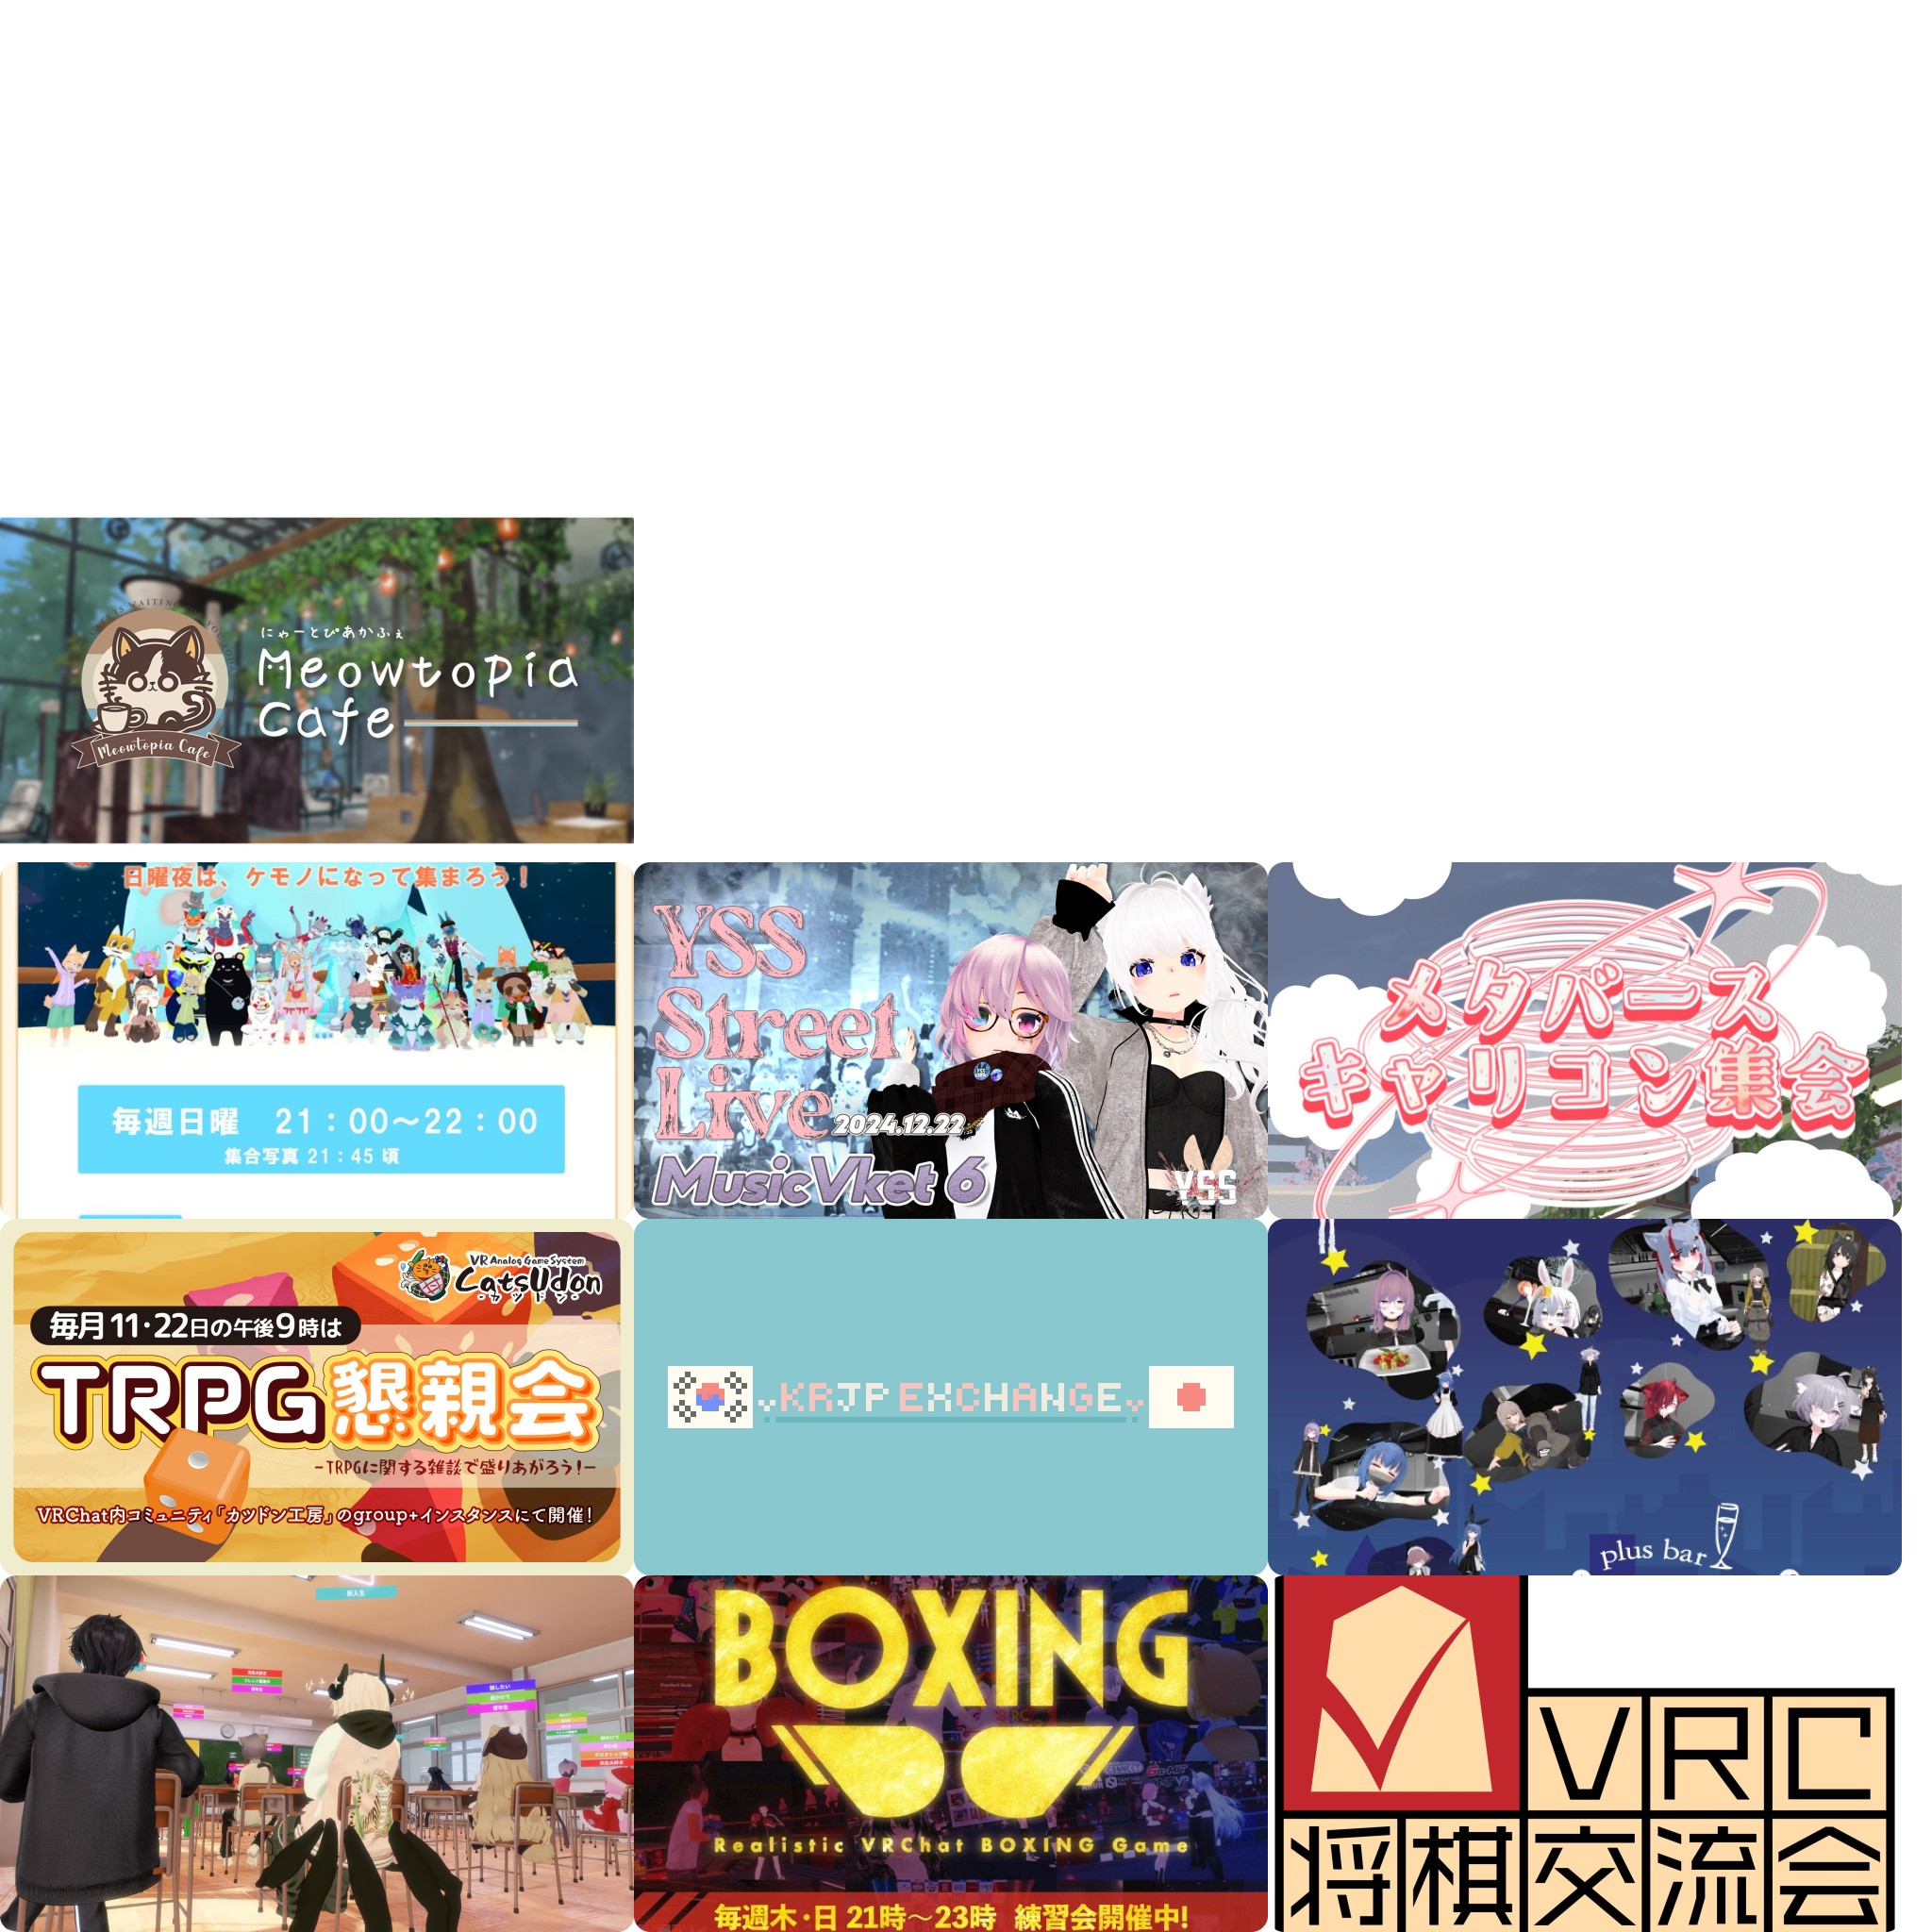 にゃーとぴあかふぇ
Meowtopia
Cafe
Meowtopia Cafe
日曜夜は、ケモノになって集まろう！
毎週日曜 21：00～22：00
集合写真 21：45 頃
YSS
Street
Live
2024.12.22
Music Vket 6
YSS
メタバース
キャリコン集会
VR Analog Game System
CatsUdon
-カツドン-
毎月11・22日の午後9時は
TRPG懇親会
-TRPGに関する雑談で盛りあがろう!-
VRChat内コミュニティ「カツドン工房」のgroup+インスタンスにて開催!
KRJP EXCHANGE
plus bar
新入生
BOXING
Realistic VRChat BOXING Game
毎週木・日 21時～23時 練習会開催中!
VRC
将棋交流会